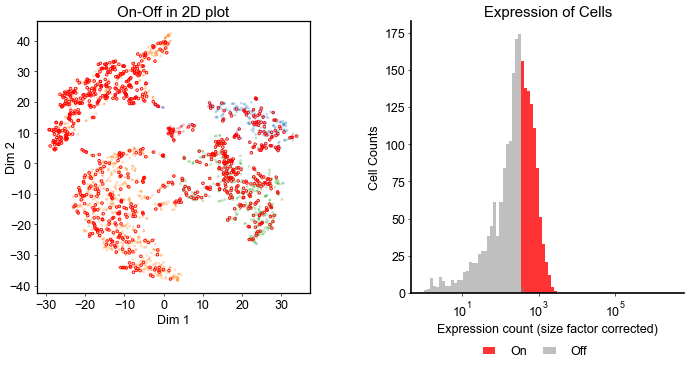 On-Off in 2D plot
Dim 2
40
30
20
10
0
−10
−20
−30
−40
−30 −20 −10 0 10 20 30
Dim 1
Expression of Cells
Cell Counts
175
150
125
100
75
50
25
0
10^1 10^3 10^5
Expression count (size factor corrected)
On Off